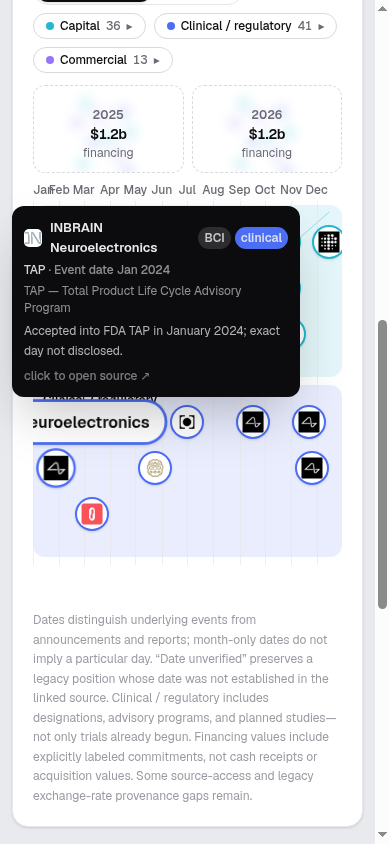 Capital 36 ▸ Clinical / regulatory 41 ▸
Commercial 13 ▸
2025 2026
$1.2b $1.2b
financing financing
Jan Feb Mar Apr May Jun Jul Aug Sep Oct Nov Dec
INBRAIN
Neuroelectronics
BCI clinical
TAP · Event date Jan 2024
TAP — Total Product Life Cycle Advisory
Program
Accepted into FDA TAP in January 2024; exact
day not disclosed.
click to open source ↗
euroelectronics
Dates distinguish underlying events from
announcements and reports; month-only dates do not
imply a particular day. “Date unverified” preserves a
legacy position whose date was not established in the
linked source. Clinical / regulatory includes
designations, advisory programs, and planned studies—
not only trials already begun. Financing values include
explicitly labeled commitments, not cash receipts or
acquisition values. Some source-access and legacy
exchange-rate provenance gaps remain.